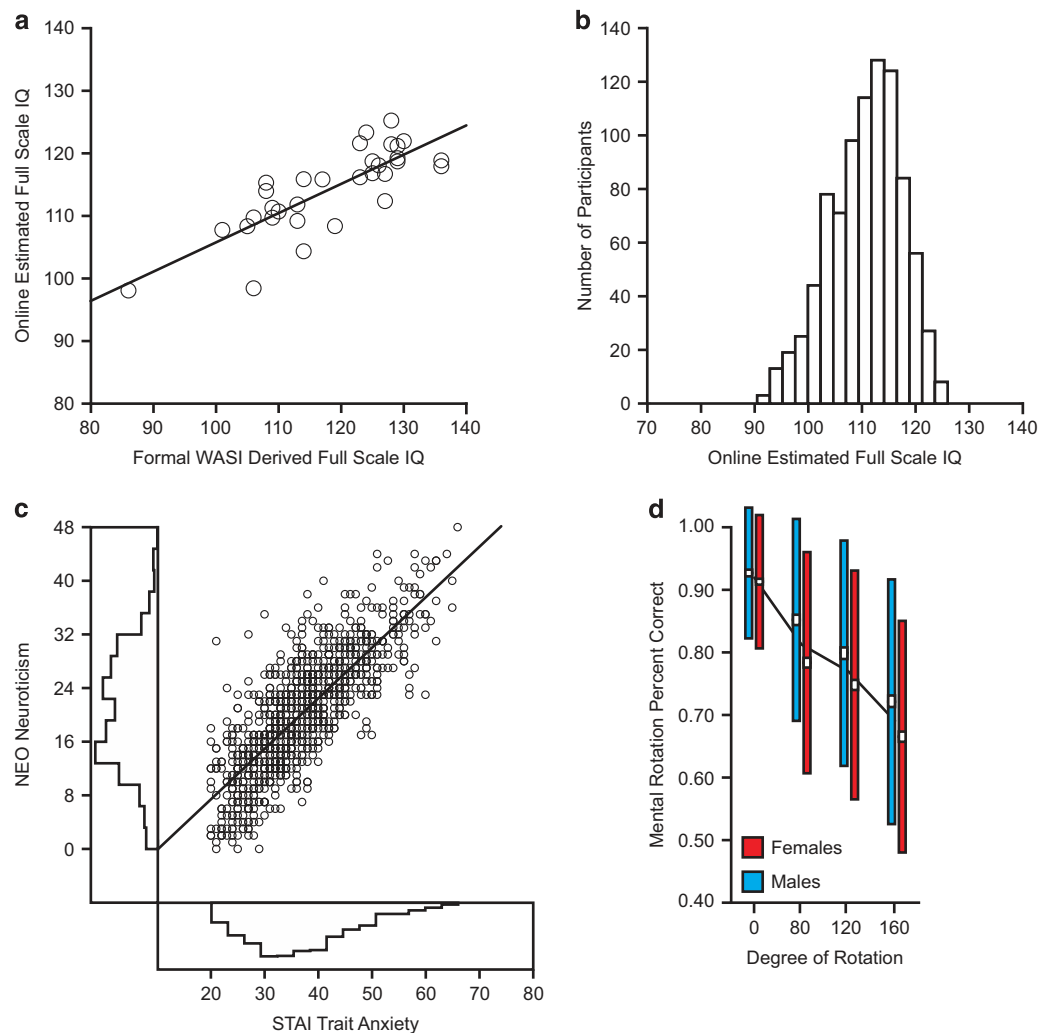 a
140
130
120
110
100
90
80
Online Estimated Full Scale IQ
80 90 100 110 120 130 140
Formal WASI Derived Full Scale IQ
b
140
120
100
80
60
40
20
0
Number of Participants
70 80 90 100 110 120 130 140
Online Estimated Full Scale IQ
c
48
40
32
24
16
8
0
NEO Neuroticism
20 30 40 50 60 70 80
STAI Trait Anxiety
d
1.00
0.90
0.80
0.70
0.60
0.50
0.40
Mental Rotation Percent Correct
Females
Males
0 80 120 160
Degree of Rotation